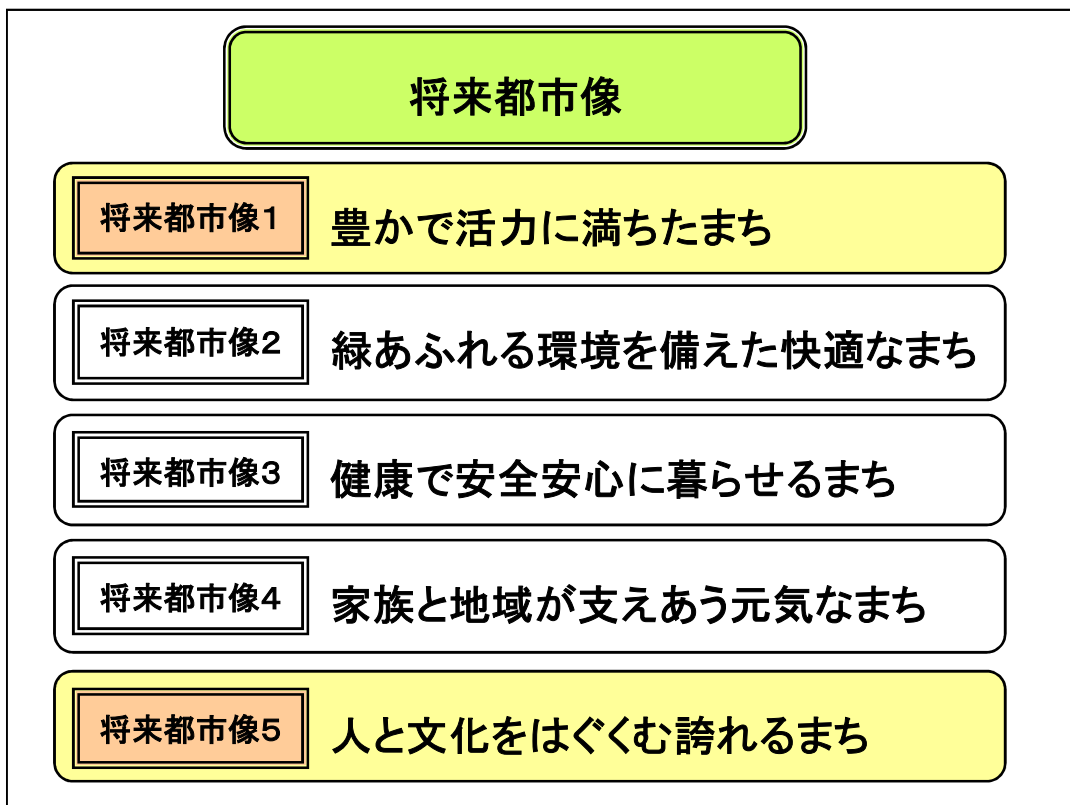 将来都市像
将来都市像1
豊かで活力に満ちたまち
将来都市像2
緑あふれる環境を備えた快適なまち
将来都市像3
健康で安全安心に暮らせるまち
将来都市像4
家族と地域が支えあう元気なまち
将来都市像5
人と文化をはぐくむ誇れるまち